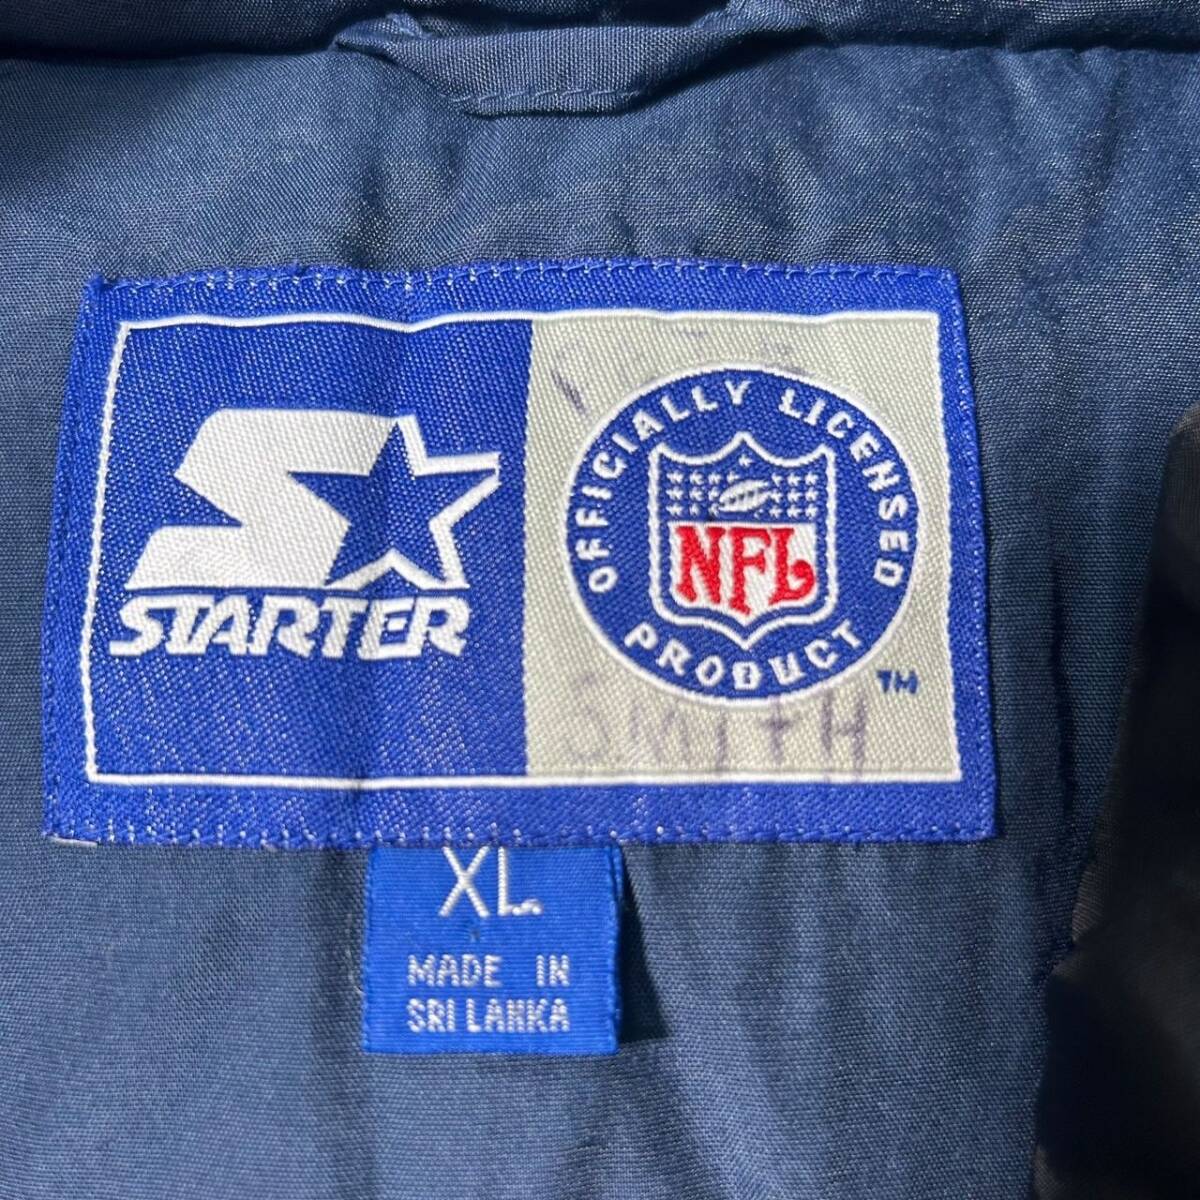 STARTER
OFFICIALLY LICENSED
NFL
PRODUCT
TM
SMITH
XL
MADE IN
SRI LANKA